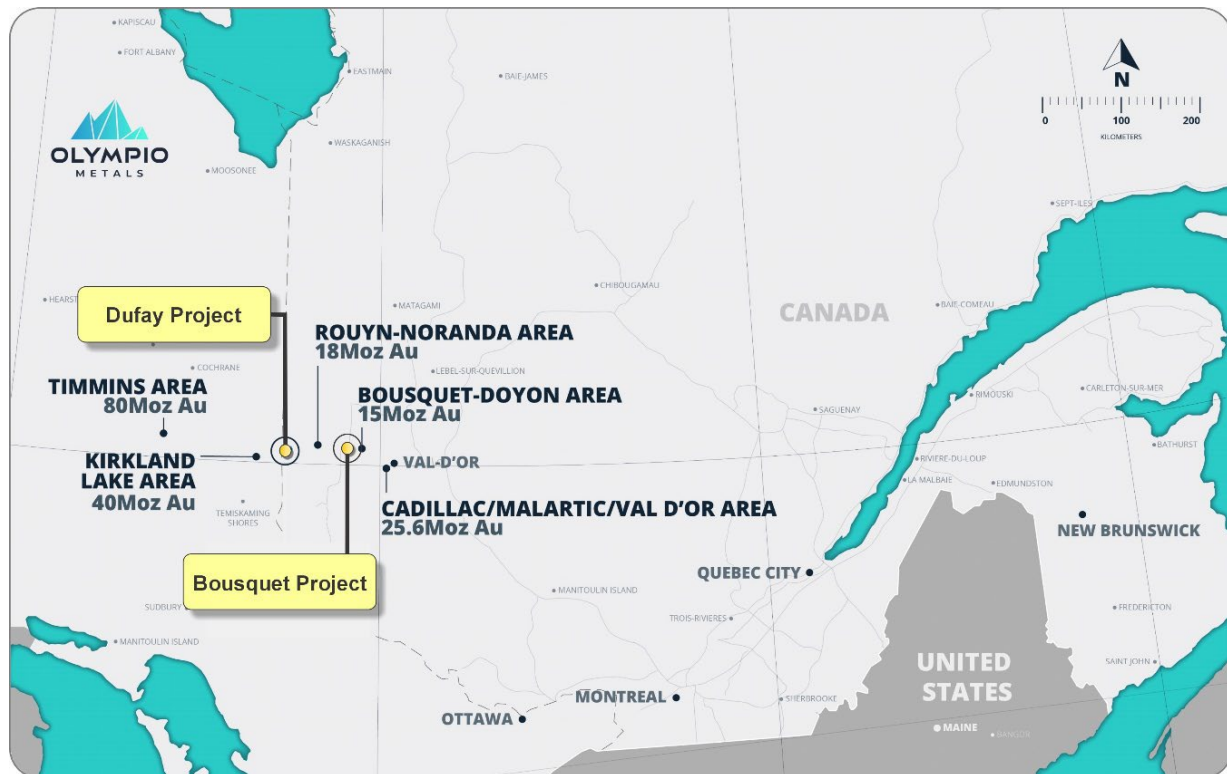 KAPISCAU
FORT ALBANY
EASTMAIN
BAIE-JAMES
N
0 100 200
KILOMETERS
OLYMPIO
METALS
WASKAGANISH
MOOSONEE
SEPT-ILES
HEARST
Dufay Project
MATAGAMI
CHIBOUGAMAU
CANADA
BAIE-COMEAU
ROUYN-NORANDA AREA
18Moz Au
COCHRANE
LEBEL-SUR-QUEVILLION
TIMMINS AREA
80Moz Au
BOUSQUET-DOYON AREA
15Moz Au
SAGUENAY
RIMOUSKI
CARLETON-SUR-MER
BATHURST
KIRKLAND
LAKE AREA
40Moz Au
VAL-D'OR
RIVIERE-DU-LOUP
LA MALBAIE
EDMUNDSTON
TEMISKAMING
SHORES
CADILLAC/MALARTIC/VAL D'OR AREA
25.6Moz Au
NEW BRUNSWICK
Bousquet Project
QUEBEC CITY
MANITOULIN ISLAND
SUDBURY
TROIS-RIVIERES
FREDERICTON
MANITOULIN ISLAND
UNITED
STATES
SAINT JOHN
MONTREAL
SHERBROOKE
OTTAWA
MAINE
BANGOR